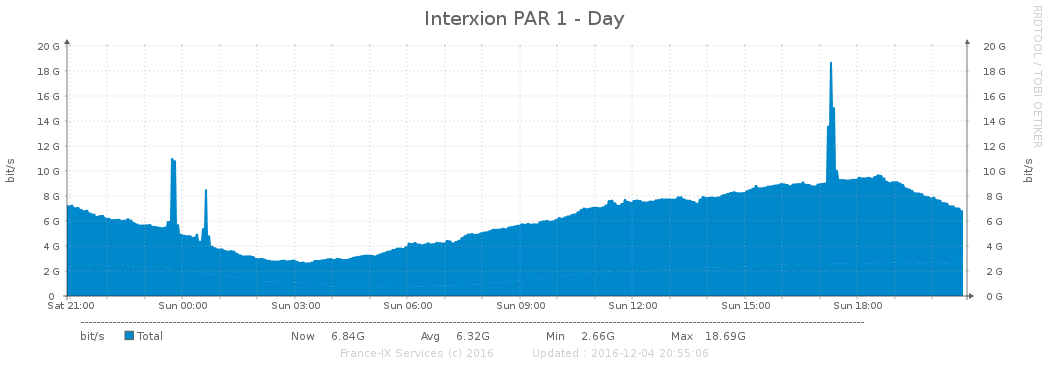 Interxion PAR 1 - Day
RRDTOOL / TOBI OETIKER
20 G 20 G
18 G 18 G
16 G 16 G
14 G 14 G
12 G 12 G
10 G 10 G
8 G 8 G
6 G 6 G
4 G 4 G
2 G 2 G
0 0 G
bit/s
bit/s
Sat 21:00 Sun 00:00 Sun 03:00 Sun 06:00 Sun 09:00 Sun 12:00 Sun 15:00 Sun 18:00
bit/s Total Now 6.84G Avg 6.32G Min 2.66G Max 18.69G
France-IX Services (c) 2016 Updated : 2016-12-04 20:55:06